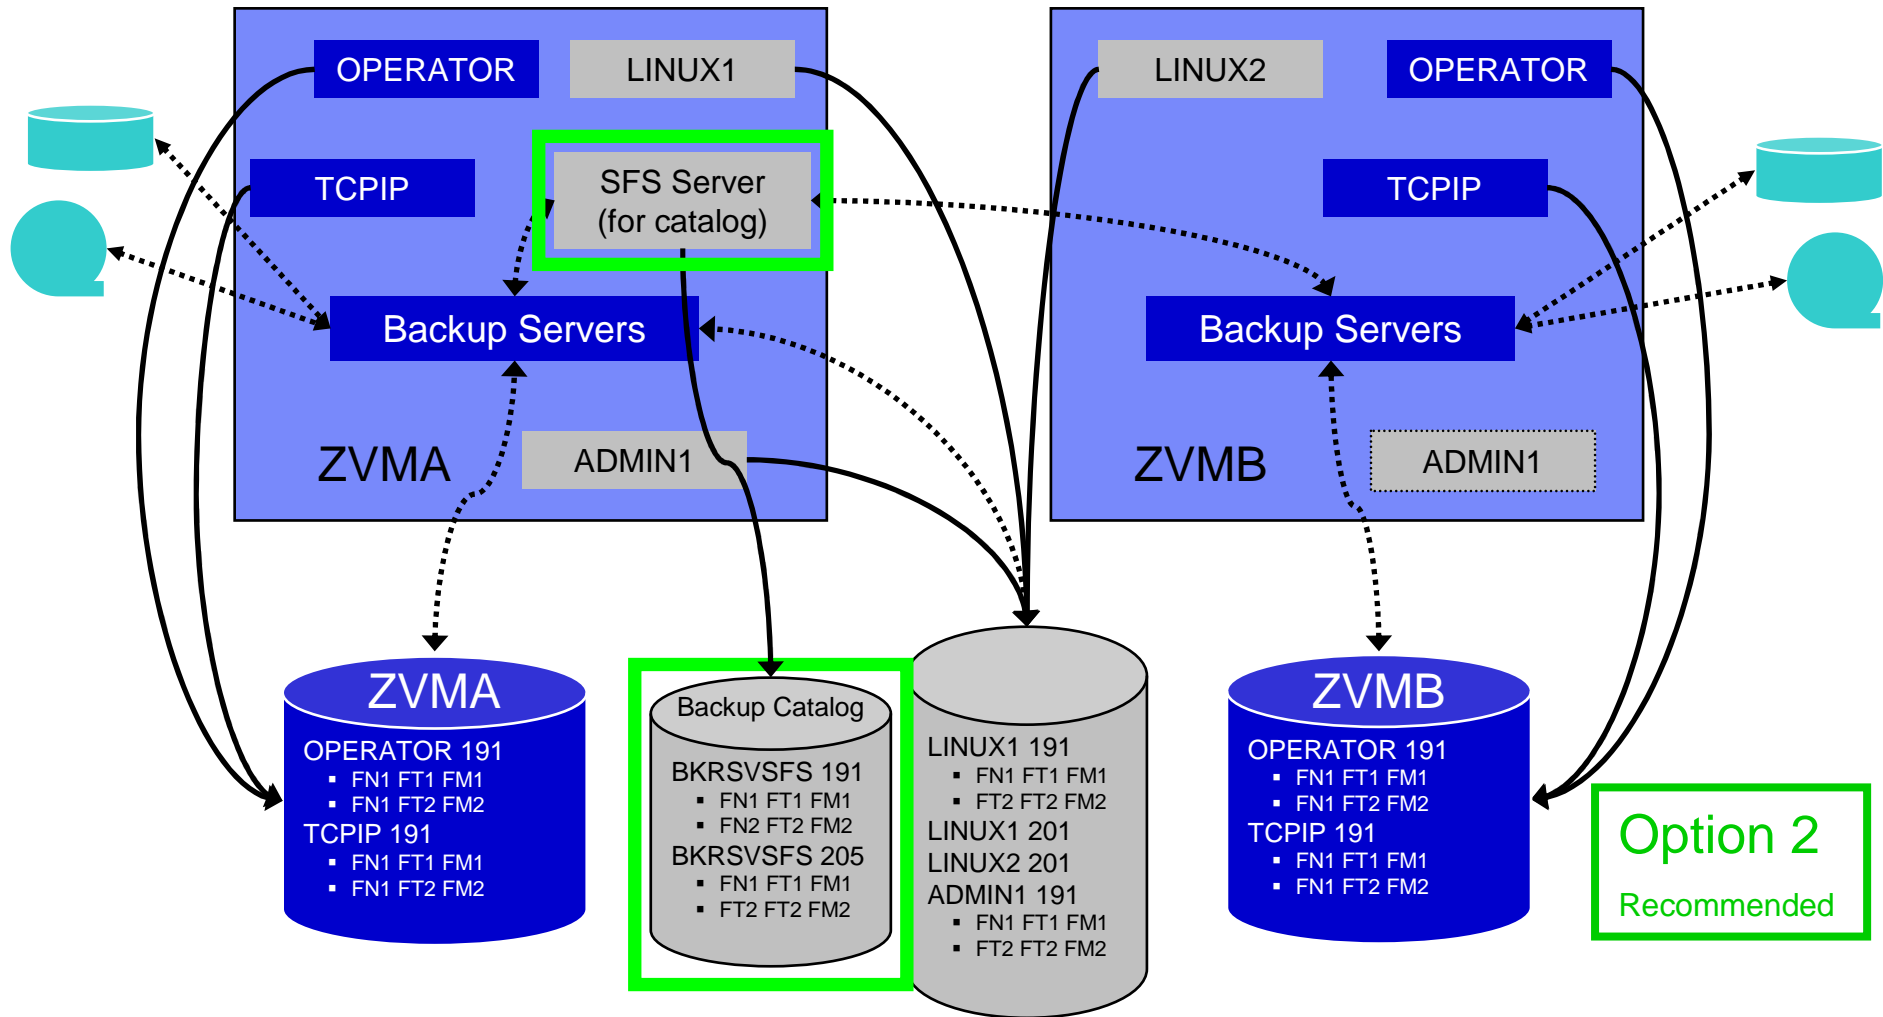 OPERATOR
LINUX1
TCPIP
SFS Server
(for catalog)
Backup Servers
ZVMA
ADMIN1
LINUX2
OPERATOR
TCPIP
Backup Servers
ZVMB
ADMIN1
ZVMA
OPERATOR 191
▪ FN1 FT1 FM1
▪ FN1 FT2 FM2
TCPIP 191
▪ FN1 FT1 FM1
▪ FN1 FT2 FM2
Backup Catalog
BKRSVSFS 191
▪ FN1 FT1 FM1
▪ FN2 FT2 FM2
BKRSVSFS 205
▪ FN1 FT1 FM1
▪ FT2 FT2 FM2
LINUX1 191
▪ FN1 FT1 FM1
▪ FT2 FT2 FM2
LINUX1 201
LINUX2 201
ADMIN1 191
▪ FN1 FT1 FM1
▪ FT2 FT2 FM2
ZVMB
OPERATOR 191
▪ FN1 FT1 FM1
▪ FN1 FT2 FM2
TCPIP 191
▪ FN1 FT1 FM1
▪ FN1 FT2 FM2
Option 2
Recommended